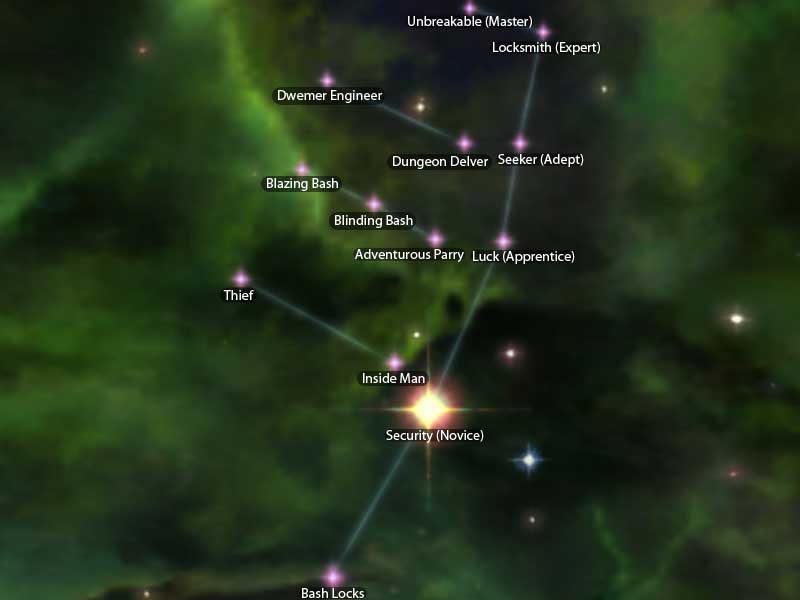 Unbreakable (Master)
Locksmith (Expert)
Dwemer Engineer
Dungeon Delver
Seeker (Adept)
Blazing Bash
Blinding Bash
Adventurous Parry
Luck (Apprentice)
Thief
Inside Man
Security (Novice)
Bash Locks